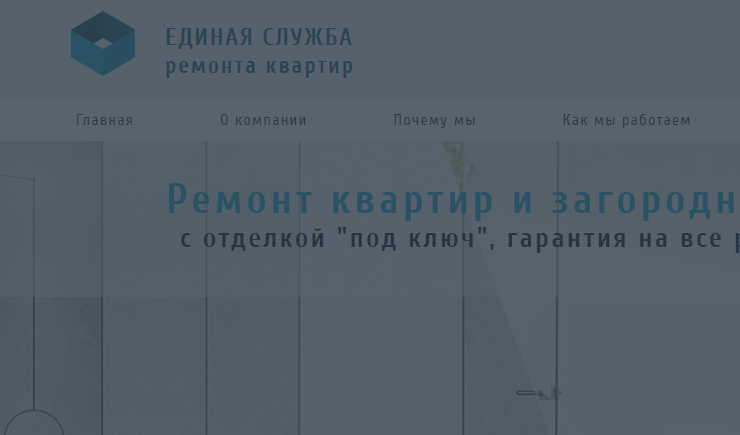 ЕДИНАЯ СЛУЖБА
ремонта квартир
Главная О компании Почему мы Как мы работаем
Ремонт квартир и загородн
с отделкой "под ключ", гарантия на все